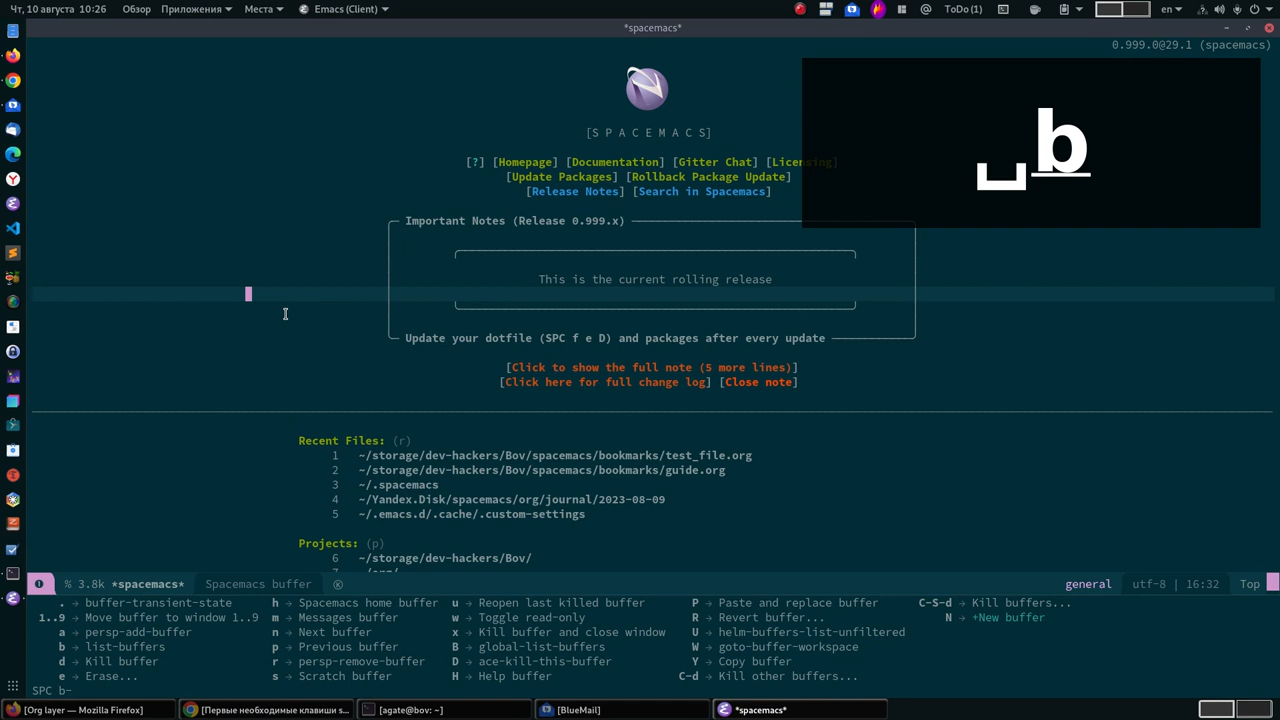 Чт, 10 августа 10:26 Обзор Приложения Места Emacs (Client) ToDo (1) en
*spacemacs*
0.999.0@29.1 (spacemacs)
␣b
[S P A C E M A C S]
[?] [Homepage] [Documentation] [Gitter Chat] [Licensing]
[Update Packages] [Rollback Package Update]
[Release Notes] [Search in Spacemacs]
Important Notes (Release 0.999.x)
This is the current rolling release
Update your dotfile (SPC f e D) and packages after every update
[Click to show the full note (5 more lines)]
[Click here for full change log] [Close note]
Recent Files: (r)
1 ~/storage/dev-hackers/Bov/spacemacs/bookmarks/test_file.org
2 ~/storage/dev-hackers/Bov/spacemacs/bookmarks/guide.org
3 ~/.spacemacs
4 ~/Yandex.Disk/spacemacs/org/journal/2023-08-09
5 ~/.emacs.d/.cache/.custom-settings
Projects: (p)
6 ~/storage/dev-hackers/Bov/
% 3.8k *spacemacs* Spacemacs buffer general utf-8 | 16:32 Top
. → buffer-transient-state h → Spacemacs home buffer u → Reopen last killed buffer P → Paste and replace buffer C-S-d → Kill buffers...
1..9 → Move buffer to window 1..9 m → Messages buffer w → Toggle read-only R → Revert buffer... N → +New buffer
a → persp-add-buffer n → Next buffer x → Kill buffer and close window U → helm-buffers-list-unfiltered
b → list-buffers p → Previous buffer B → global-list-buffers W → goto-buffer-workspace
d → Kill buffer r → persp-remove-buffer D → ace-kill-this-buffer Y → Copy buffer
e → Erase... s → Scratch buffer H → Help buffer C-d → Kill other buffers...
SPC b-
[Org layer — Mozilla Firefox] [Первые необходимые клавиши s... [agate@bov: ~] [BlueMail] *spacemacs*